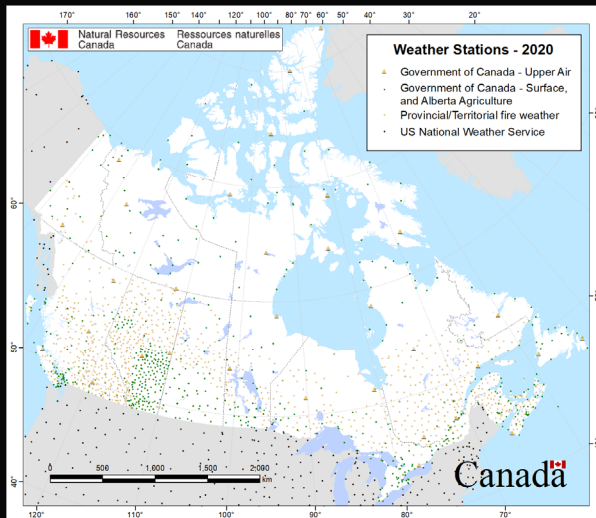 170° 160° 150° 140° 130° 120° 110° 100° 90° 80° 70° 60° 50° 40° 30° 20°
Natural Resources Ressources naturelles
Canada Canada
Weather Stations - 2020
Government of Canada - Upper Air
Government of Canada - Surface,
and Alberta Agriculture
Provincial/Territorial fire weather
US National Weather Service
60°
50°
0 500 1,000 1,500 2,000
km
Canada
40°
120° 110° 100° 90° 80° 70°